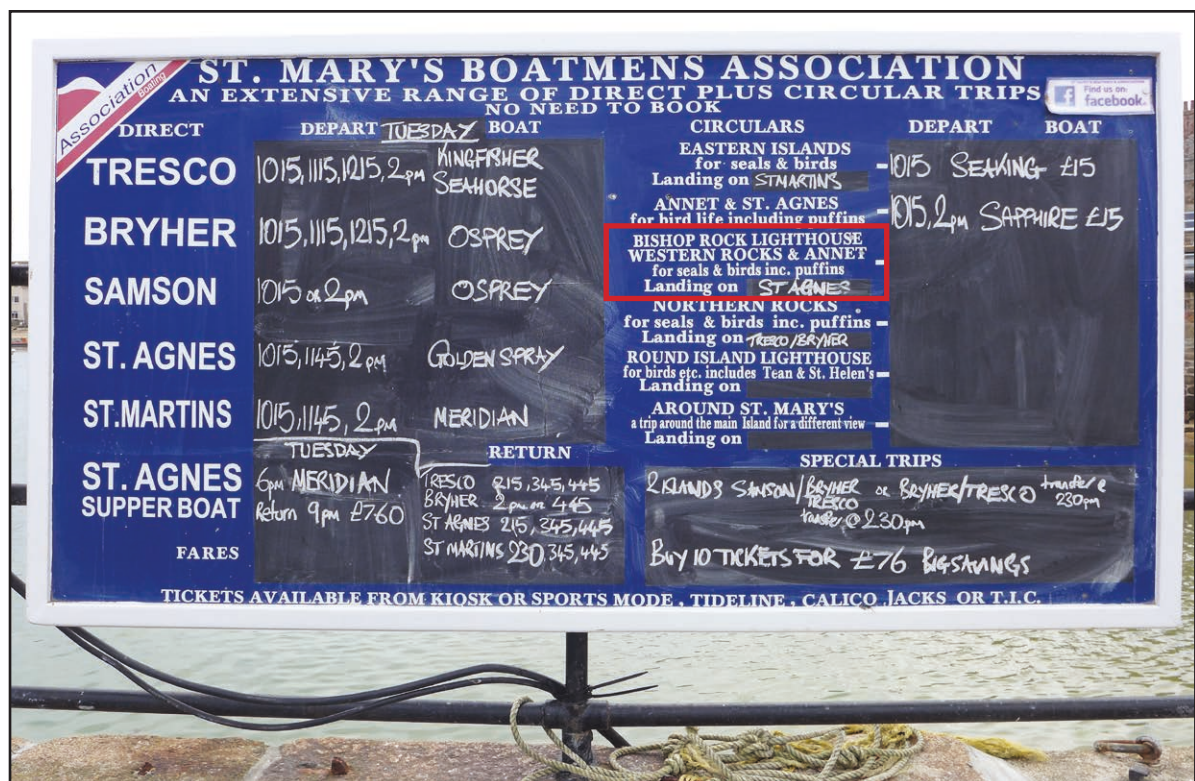 Association
Boating
ST. MARY'S BOATMENS ASSOCIATION
AN EXTENSIVE RANGE OF DIRECT PLUS CIRCULAR TRIPS
NO NEED TO BOOK
Find us on:
facebook
DIRECT DEPART TUESDAY BOAT
TRESCO 1015, 1115, 1215, 2pm KINGFISHER
SEAHORSE
BRYHER 1015, 1115, 1215, 2pm OSPREY
SAMSON 1015 or 2pm OSPREY
ST. AGNES 1015, 1145, 2pm GOLDEN SPRAY
ST. MARTINS 1015, 1145, 2pm MERIDIAN
CIRCULARS DEPART BOAT
EASTERN ISLANDS
for seals & birds
Landing on ST MARTINS
1015 SEAKING £15
ANNET & ST. AGNES
for bird life including puffins
1015, 2pm SAPPHIRE £15
BISHOP ROCK LIGHTHOUSE
WESTERN ROCKS & ANNET
for seals & birds inc. puffins
Landing on ST AGNES
NORTHERN ROCKS
for seals & birds inc. puffins
Landing on TRESCO/BRYHER
ROUND ISLAND LIGHTHOUSE
for birds etc. includes Tean & St. Helen's
Landing on
AROUND ST. MARY'S
a trip around the main Island for a different view
Landing on
ST. AGNES
SUPPER BOAT
TUESDAY
6pm MERIDIAN
Return 9pm £760
FARES
RETURN
TRESCO 215, 345, 445
BRYHER 2pm or 445
ST AGNES 215, 345, 445
ST MARTINS 230, 345, 445
SPECIAL TRIPS
2 ISLANDS SAMSON/BRYHER or BRYHER/TRESCO transfer @
TRESCO 230pm
transfer @ 230pm
BUY 10 TICKETS FOR £76 BIG SAVINGS
TICKETS AVAILABLE FROM KIOSK OR SPORTS MODE, TIDELINE, CALICO JACKS OR T.I.C.